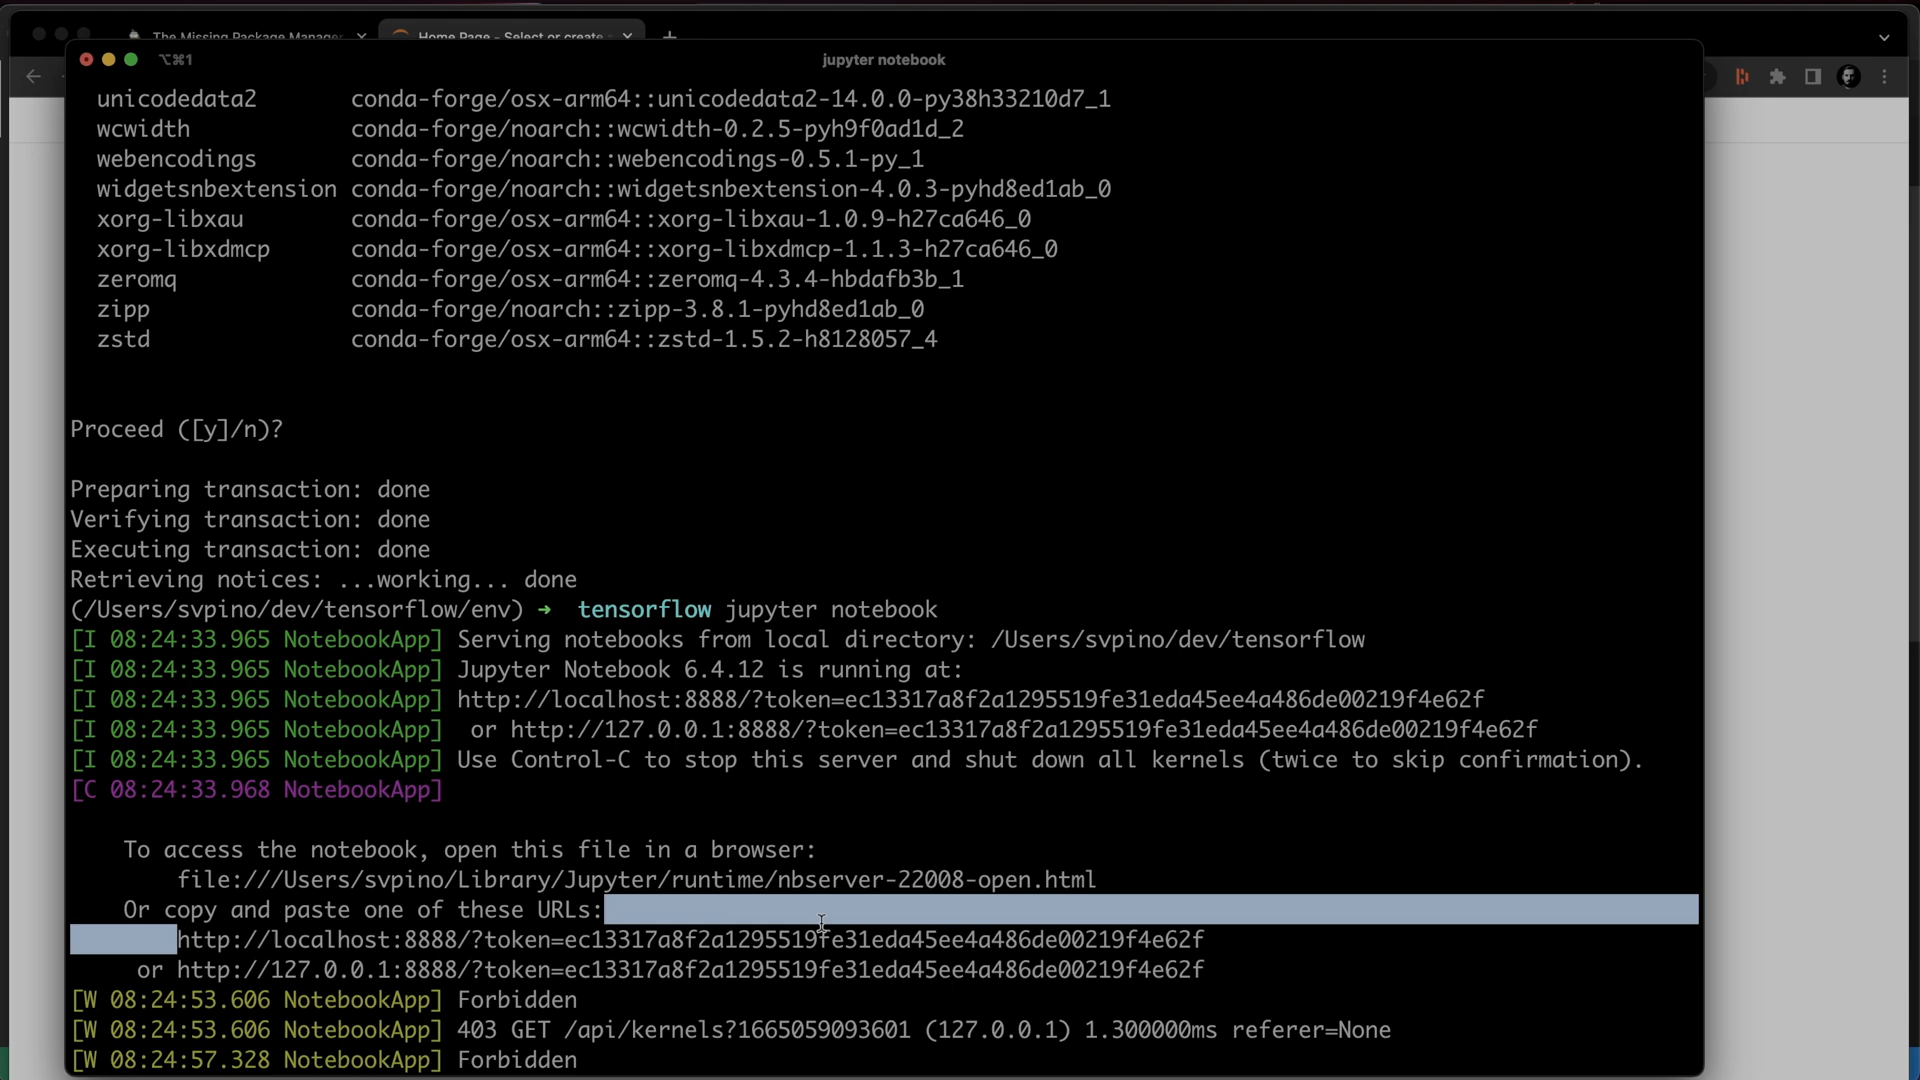 The Missing Package Manager
Home Page - Select or create
⌥⌘1
jupyter notebook
unicodedata2 conda-forge/osx-arm64::unicodedata2-14.0.0-py38h33210d7_1
wcwidth conda-forge/noarch::wcwidth-0.2.5-pyh9f0ad1d_2
webencodings conda-forge/noarch::webencodings-0.5.1-py_1
widgetsnbextension conda-forge/noarch::widgetsnbextension-4.0.3-pyhd8ed1ab_0
xorg-libxau conda-forge/osx-arm64::xorg-libxau-1.0.9-h27ca646_0
xorg-libxdmcp conda-forge/osx-arm64::xorg-libxdmcp-1.1.3-h27ca646_0
zeromq conda-forge/osx-arm64::zeromq-4.3.4-hbdafb3b_1
zipp conda-forge/noarch::zipp-3.8.1-pyhd8ed1ab_0
zstd conda-forge/osx-arm64::zstd-1.5.2-h8128057_4
Proceed ([y]/n)?
Preparing transaction: done
Verifying transaction: done
Executing transaction: done
Retrieving notices: ...working... done
(/Users/svpino/dev/tensorflow/env) → tensorflow jupyter notebook
[I 08:24:33.965 NotebookApp] Serving notebooks from local directory: /Users/svpino/dev/tensorflow
[I 08:24:33.965 NotebookApp] Jupyter Notebook 6.4.12 is running at:
[I 08:24:33.965 NotebookApp] http://localhost:8888/?token=ec13317a8f2a1295519fe31eda45ee4a486de00219f4e62f
[I 08:24:33.965 NotebookApp] or http://127.0.0.1:8888/?token=ec13317a8f2a1295519fe31eda45ee4a486de00219f4e62f
[I 08:24:33.965 NotebookApp] Use Control-C to stop this server and shut down all kernels (twice to skip confirmation).
[C 08:24:33.968 NotebookApp]
To access the notebook, open this file in a browser:
file:///Users/svpino/Library/Jupyter/runtime/nbserver-22008-open.html
Or copy and paste one of these URLs:
http://localhost:8888/?token=ec13317a8f2a1295519fe31eda45ee4a486de00219f4e62f
or http://127.0.0.1:8888/?token=ec13317a8f2a1295519fe31eda45ee4a486de00219f4e62f
[W 08:24:53.606 NotebookApp] Forbidden
[W 08:24:53.606 NotebookApp] 403 GET /api/kernels?1665059093601 (127.0.0.1) 1.300000ms referer=None
[W 08:24:57.328 NotebookApp] Forbidden